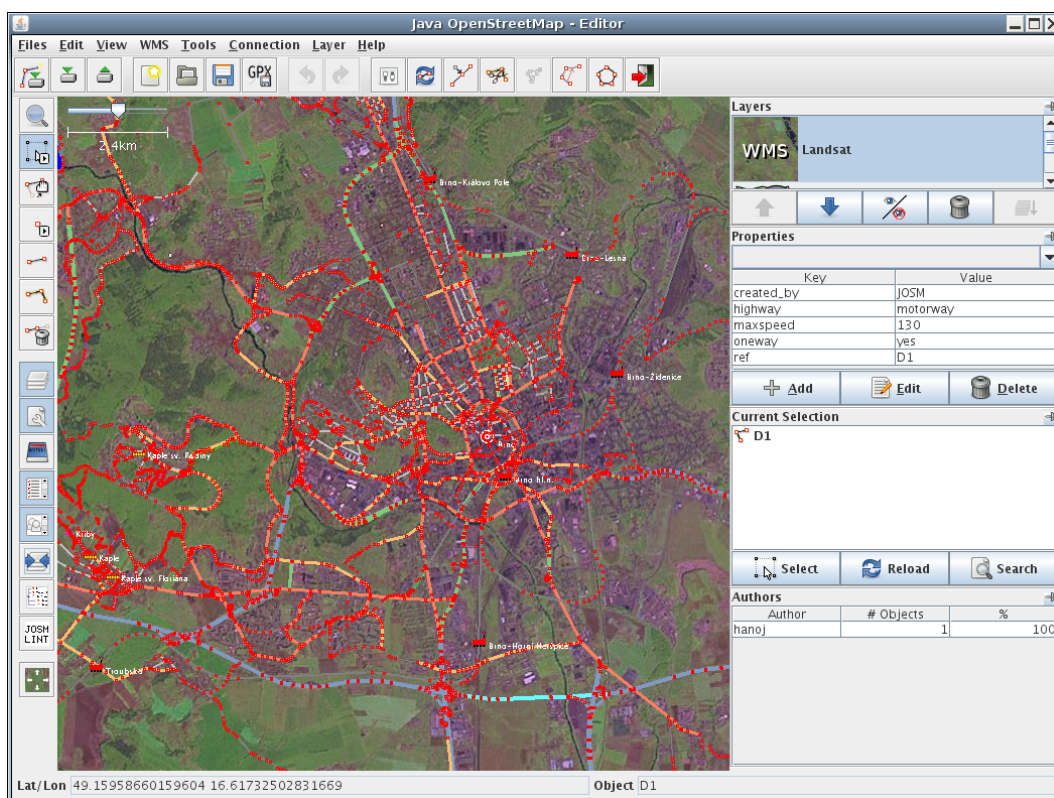 Java OpenStreetMap - Editor
Files Edit View WMS Tools Connection Layer Help
GPX
2.4km
Brno-Královo Pole
Brno-Lesná
Brno-Židenice
Brno
Brno hl.n.
Kaple sv. Rodiny
Kaple
Kaple sv. Floriána
Brno-Horní Heršpice
Troubsko
JOSM
LINT
Layers
WMS Landsat
Properties
Key Value
created_by JOSM
highway motorway
maxspeed 130
oneway yes
ref D1
Add Edit Delete
Current Selection
D1
Select Reload Search
Authors
Author # Objects %
hanoj 1 100
Lat/Lon 49.15958660159604 16.61732502831669 Object D1